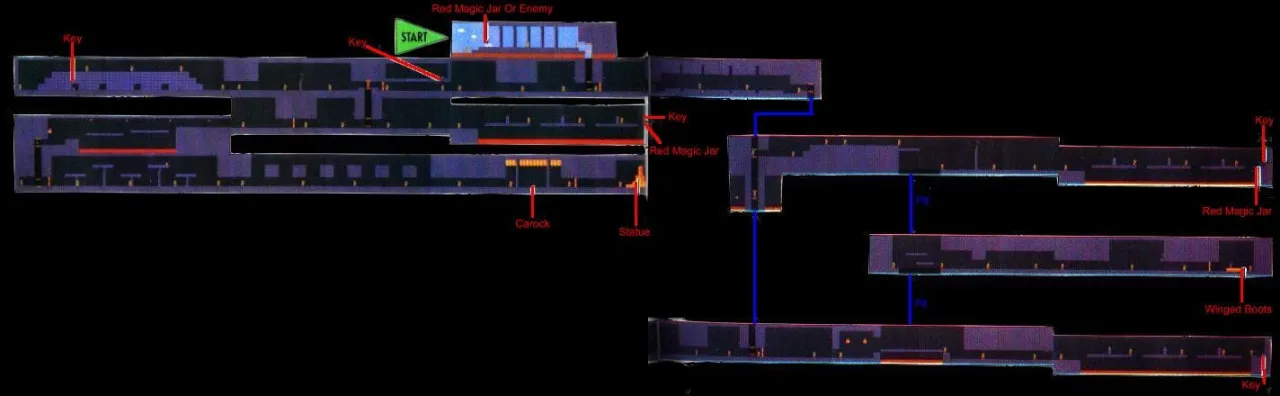 Red Magic Jar Or Enemy
START
Key
Key
Key
Red Magic Jar
Key
Red Magic Jar
Pit
Carock
Statue
Winged Boots
Pit
Key